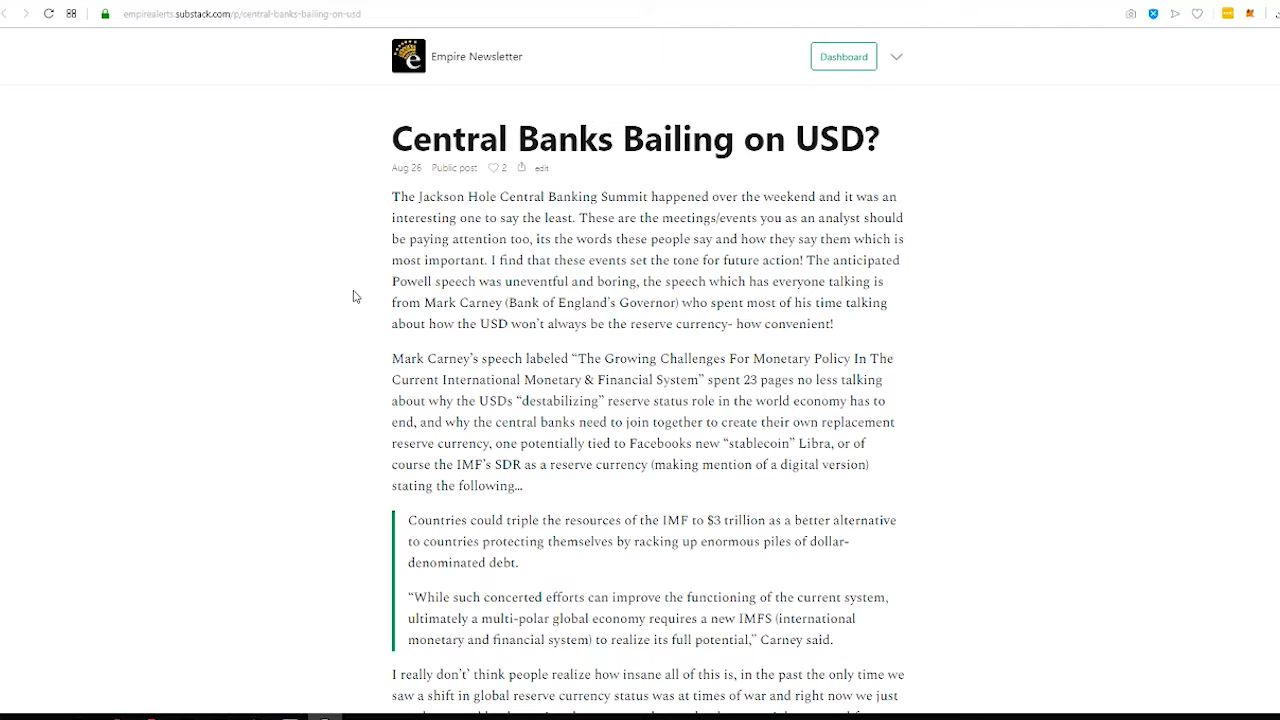 empirealerts.substack.com/p/central-banks-bailing-on-usd
Empire Newsletter
Dashboard
Central Banks Bailing on USD?
Aug 26 Public post 2 edit
The Jackson Hole Central Banking Summit happened over the weekend and it was an
interesting one to say the least. These are the meetings/events you as an analyst should
be paying attention too, its the words these people say and how they say them which is
most important. I find that these events set the tone for future action! The anticipated
Powell speech was uneventful and boring, the speech which has everyone talking is
from Mark Carney (Bank of England’s Governor) who spent most of his time talking
about how the USD won’t always be the reserve currency- how convenient!
Mark Carney’s speech labeled “The Growing Challenges For Monetary Policy In The
Current International Monetary & Financial System” spent 23 pages no less talking
about why the USDs “destabilizing” reserve status role in the world economy has to
end, and why the central banks need to join together to create their own replacement
reserve currency, one potentially tied to Facebooks new “stablecoin” Libra, or of
course the IMF’s SDR as a reserve currency (making mention of a digital version)
stating the following…
Countries could triple the resources of the IMF to $3 trillion as a better alternative
to countries protecting themselves by racking up enormous piles of dollar-
denominated debt.
“While such concerted efforts can improve the functioning of the current system,
ultimately a multi-polar global economy requires a new IMFS (international
monetary and financial system) to realize its full potential,” Carney said.
I really don’t’ think people realize how insane all of this is, in the past the only time we
saw a shift in global reserve currency status was at times of war and right now we just